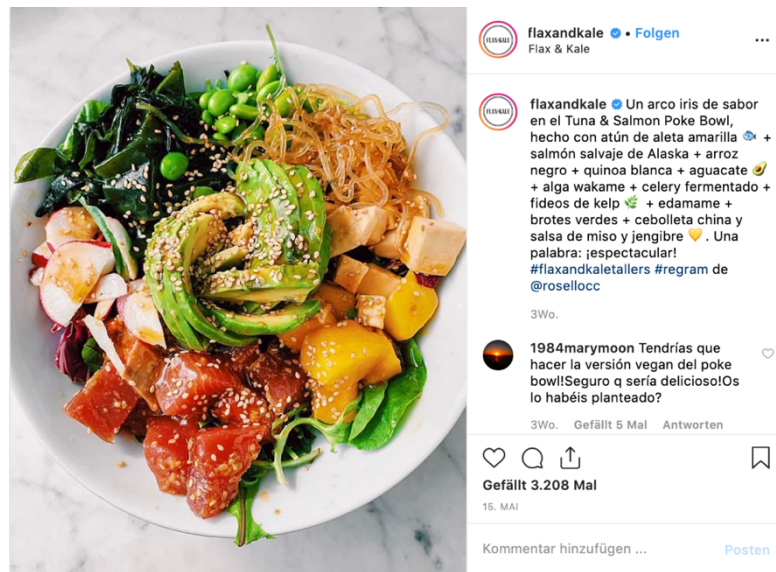 FLAX&KALE
flaxandkale • Folgen
Flax & Kale
FLAX&KALE
flaxandkale Un arco iris de sabor
en el Tuna & Salmon Poke Bowl,
hecho con atún de aleta amarilla 🐟 +
salmón salvaje de Alaska + arroz
negro + quinoa blanca + aguacate 🥑
+ alga wakame + celery fermentado +
fideos de kelp 🌿 + edamame +
brotes verdes + cebolleta china y
salsa de miso y jengibre 💛 . Una
palabra: ¡espectacular!
#flaxandkaletallers #regram de
@rosellocc
3Wo.
1984marymoon Tendrías que
hacer la versión vegan del poke
bowl!Seguro q sería delicioso!Os
lo habéis planteado?
3Wo. Gefällt 5 Mal Antworten
Gefällt 3.208 Mal
15. MAI
Kommentar hinzufügen ... Posten